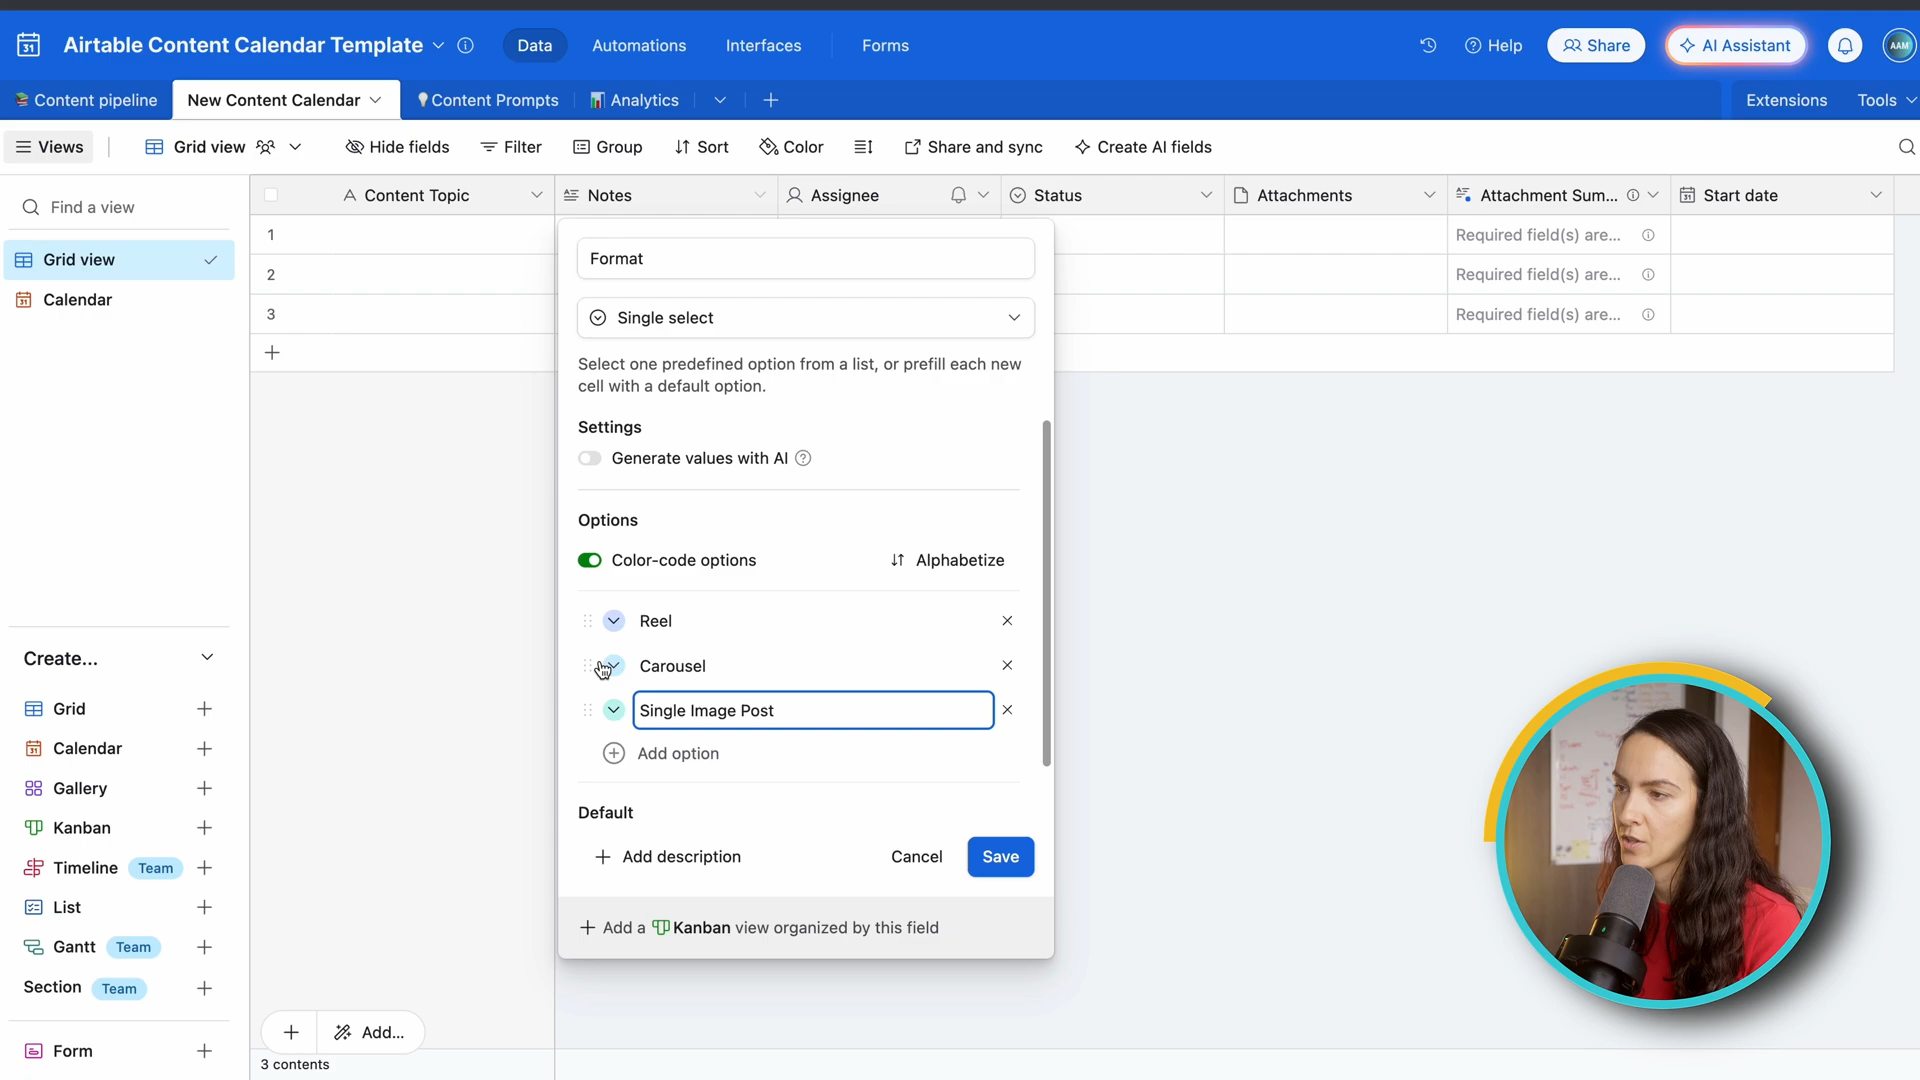 31 Airtable Content Calendar Template Data Automations Interfaces Forms Help Share AI Assistant AAM
Content pipeline New Content Calendar Content Prompts Analytics Extensions Tools
Views Grid view Hide fields Filter Group Sort Color Share and sync Create AI fields
Find a view
Content Topic Notes Assignee Status Attachments Attachment Sum... Start date
1 Required field(s) are...
2 Required field(s) are...
3 Required field(s) are...
Grid view
Calendar
Format
Single select
Select one predefined option from a list, or prefill each new
cell with a default option.
Settings
Generate values with AI
Options
Color-code options Alphabetize
Reel
Carousel
Single Image Post
Add option
Default
Add description Cancel Save
Add a Kanban view organized by this field
Create...
Grid
Calendar
Gallery
Kanban
Timeline Team
List
Gantt Team
Section Team
Form
Add...
3 contents